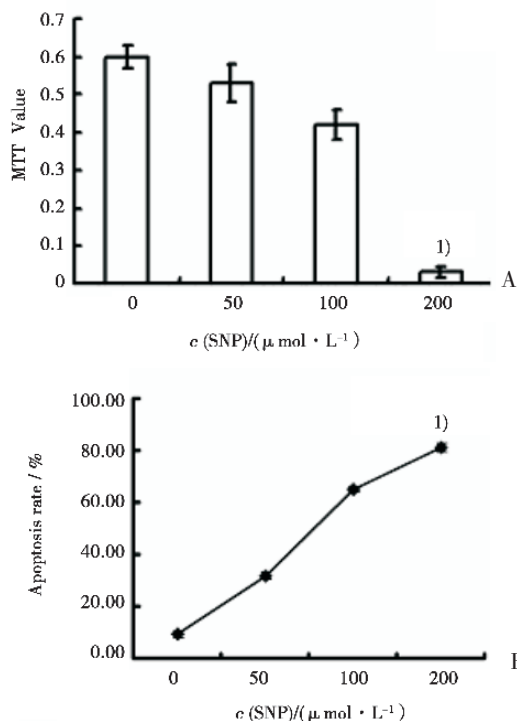 0.7
0.6
0.5
0.4
0.3
0.2
0.1
0
MTT Value
1)
0 50 100 200
A
c (SNP)/(μ mol · L⁻¹)
100.00
80.00
60.00
40.00
20.00
0.00
Apoptosis rate / %
1)
0 50 100 200
c (SNP)/(μ mol · L⁻¹)